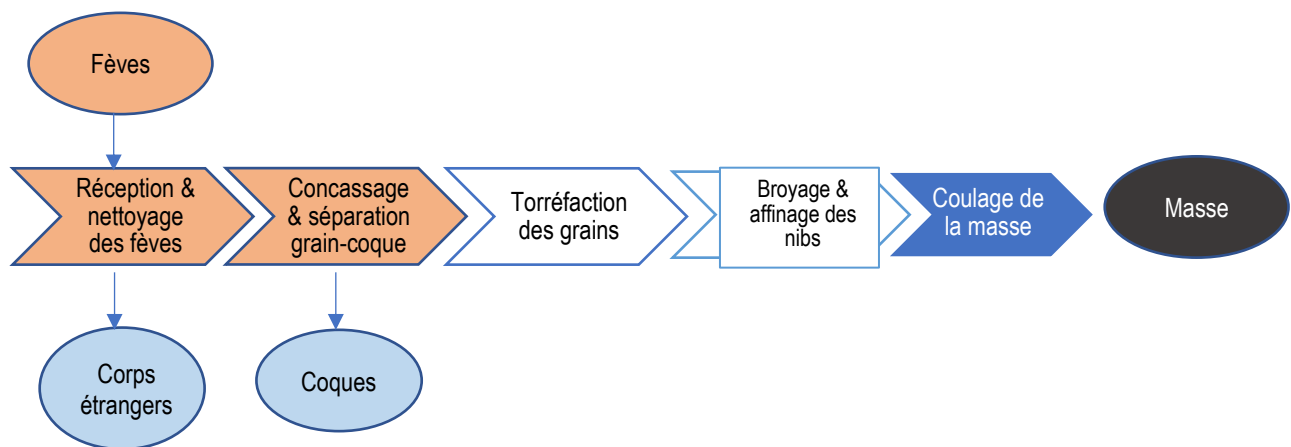 Fèves
Réception &
nettoyage
des fèves
Concassage
& séparation
grain-coque
Torréfaction
des grains
Broyage &
affinage des
nibs
Coulage de
la masse
Masse
Corps
étrangers
Coques